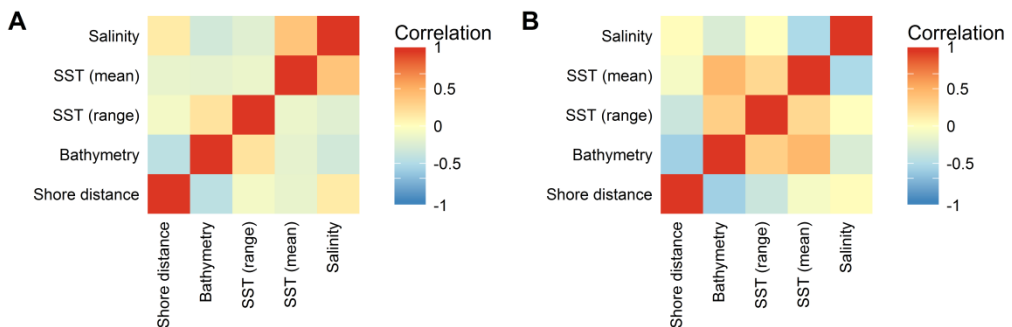 A
Salinity
SST (mean)
SST (range)
Bathymetry
Shore distance
Shore distance
Bathymetry
SST (range)
SST (mean)
Salinity
Correlation
1
0.5
0
-0.5
-1
B
Salinity
SST (mean)
SST (range)
Bathymetry
Shore distance
Shore distance
Bathymetry
SST (range)
SST (mean)
Salinity
Correlation
1
0.5
0
-0.5
-1